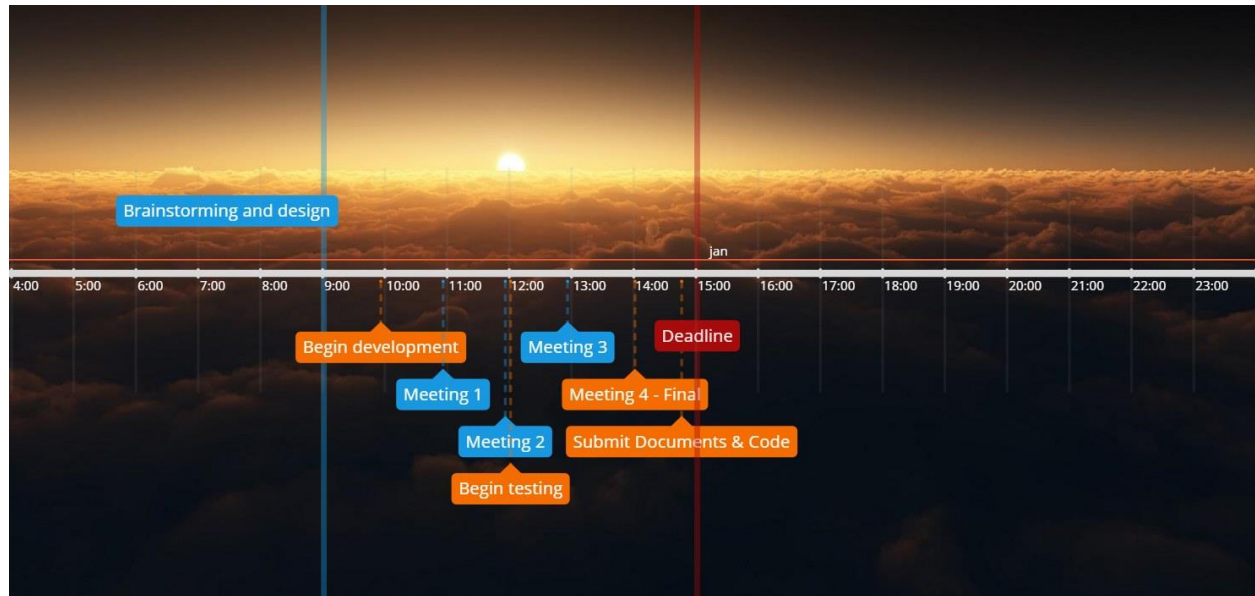 Brainstorming and design
jan
4:00 5:00 6:00 7:00 8:00 9:00 10:00 11:00 12:00 13:00 14:00 15:00 16:00 17:00 18:00 19:00 20:00 21:00 22:00 23:00
Begin development
Meeting 3
Deadline
Meeting 1
Meeting 4 - Final
Meeting 2
Submit Documents & Code
Begin testing